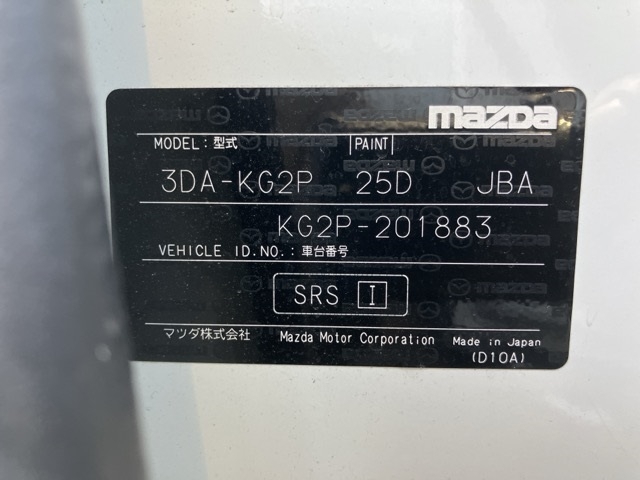 mazda
MODEL:型式 PAINT
3DA-KG2P 25D JBA
KG2P-201883
VEHICLE ID.NO.:車台番号
SRS I
マツダ株式会社 Mazda Motor Corporation Made in Japan
(D10A)